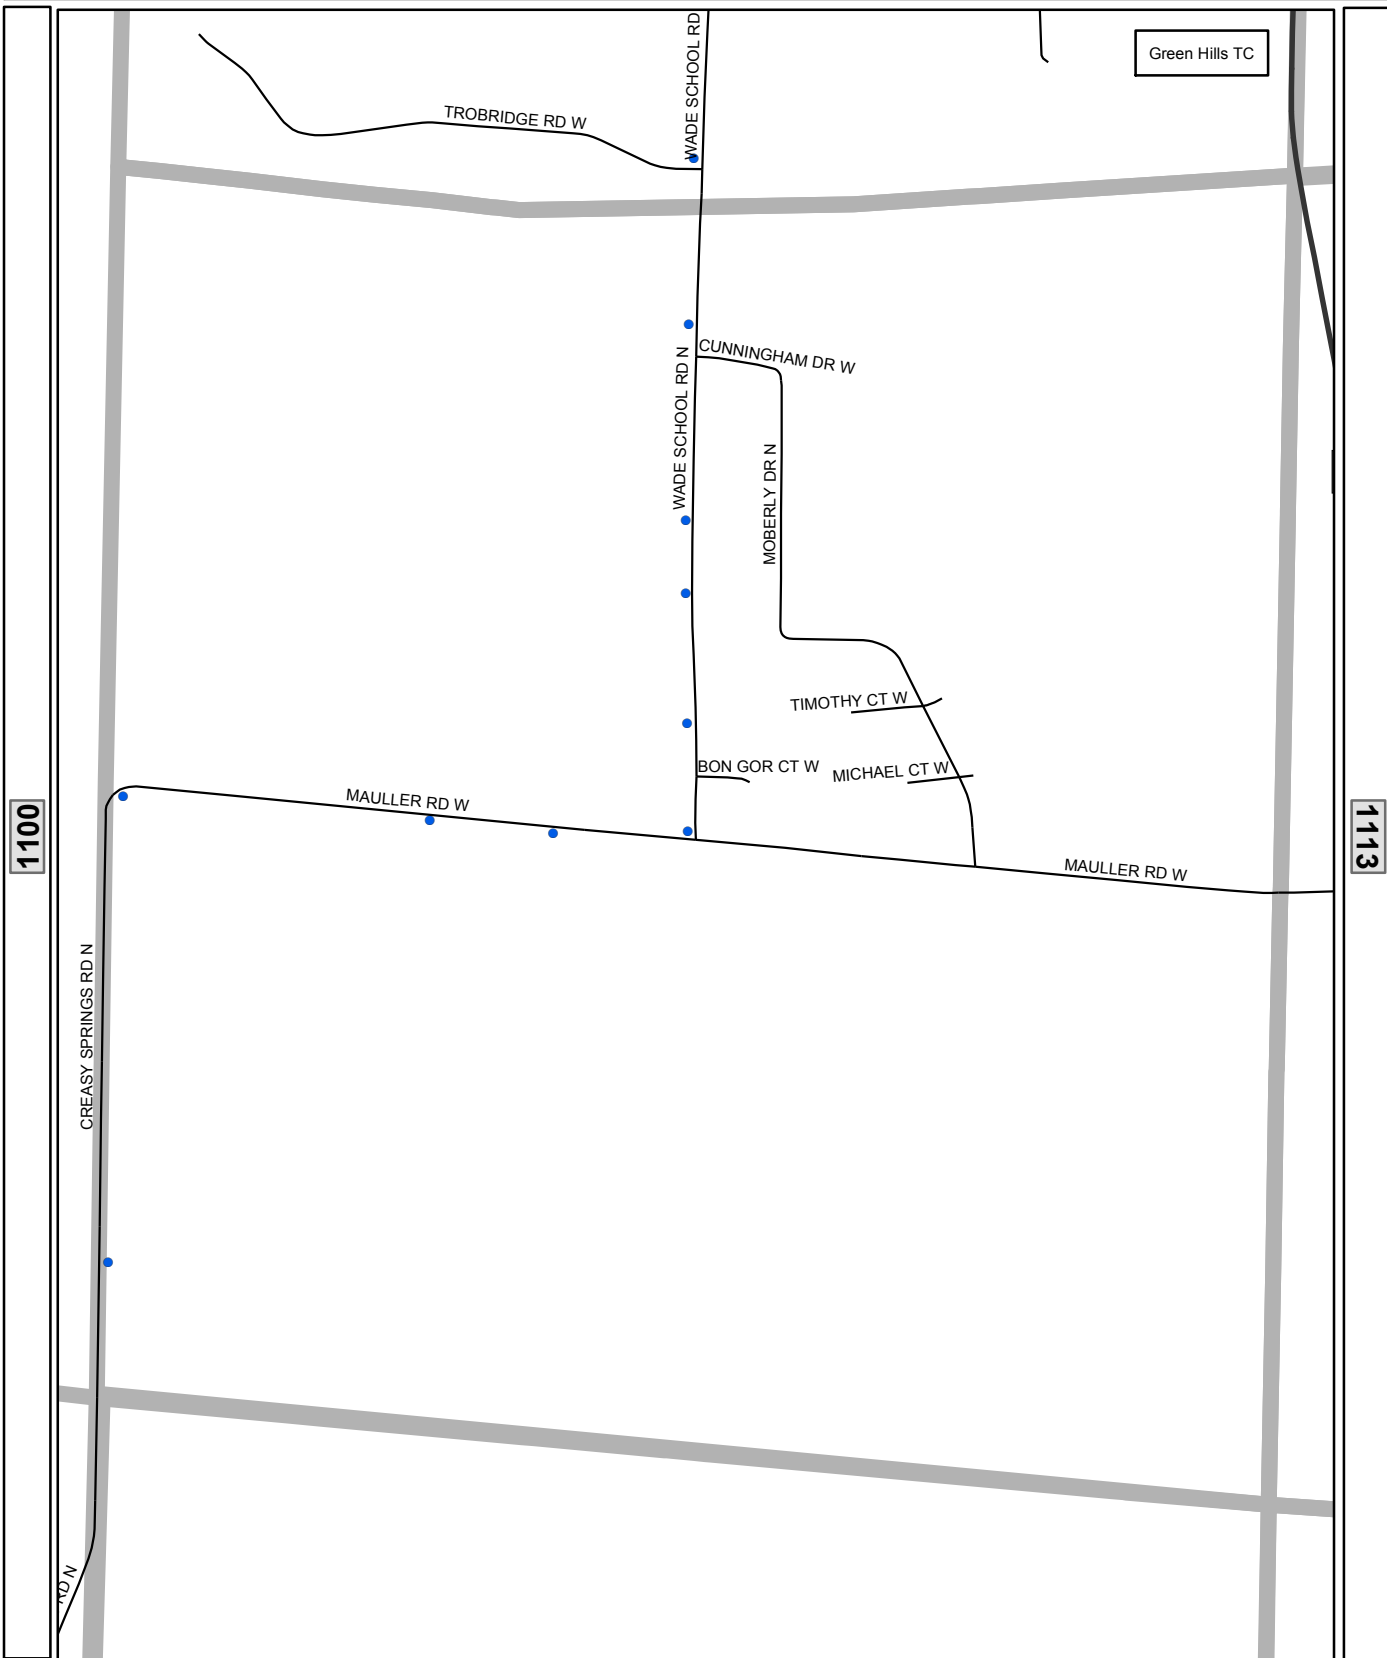 WADE SCHOOL RD
Green Hills TC
TROBRIDGE RD W
CUNNINGHAM DR W
WADE SCHOOL RD N
MOBERLY DR N
TIMOTHY CT W
BON GOR CT W
MICHAEL CT W
MAULLER RD W
1100
1113
MAULLER RD W
CREASY SPRINGS RD N
RD N